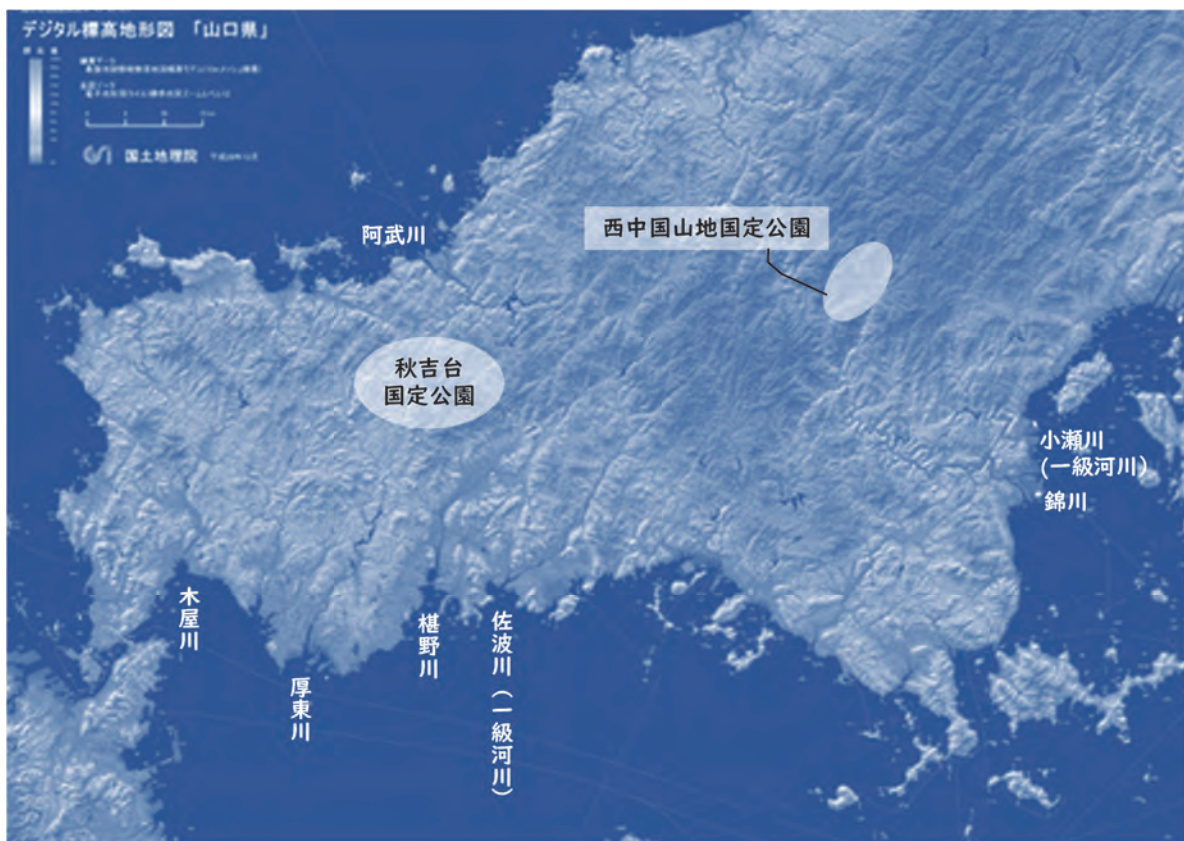 デジタル標高地形図 「山口県」
国土地理院
阿武川
西中国山地国定公園
秋吉台
国定公園
小瀬川
(一級河川)
錦川
木屋川
厚東川
椹野川
佐波川(一級河川)